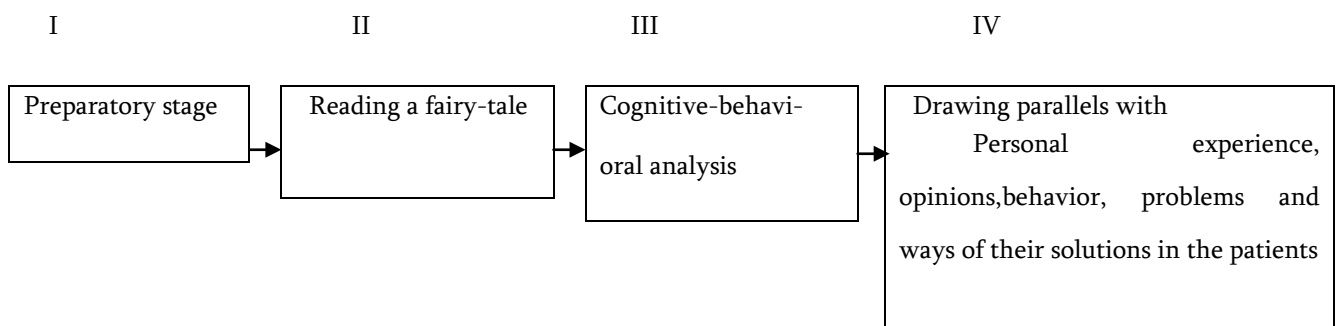 I II III IV
Preparatory stage
Reading a fairy-tale
Cognitive-behavi-
oral analysis
Drawing parallels with
Personal experience,
opinions,behavior, problems and
ways of their solutions in the patients